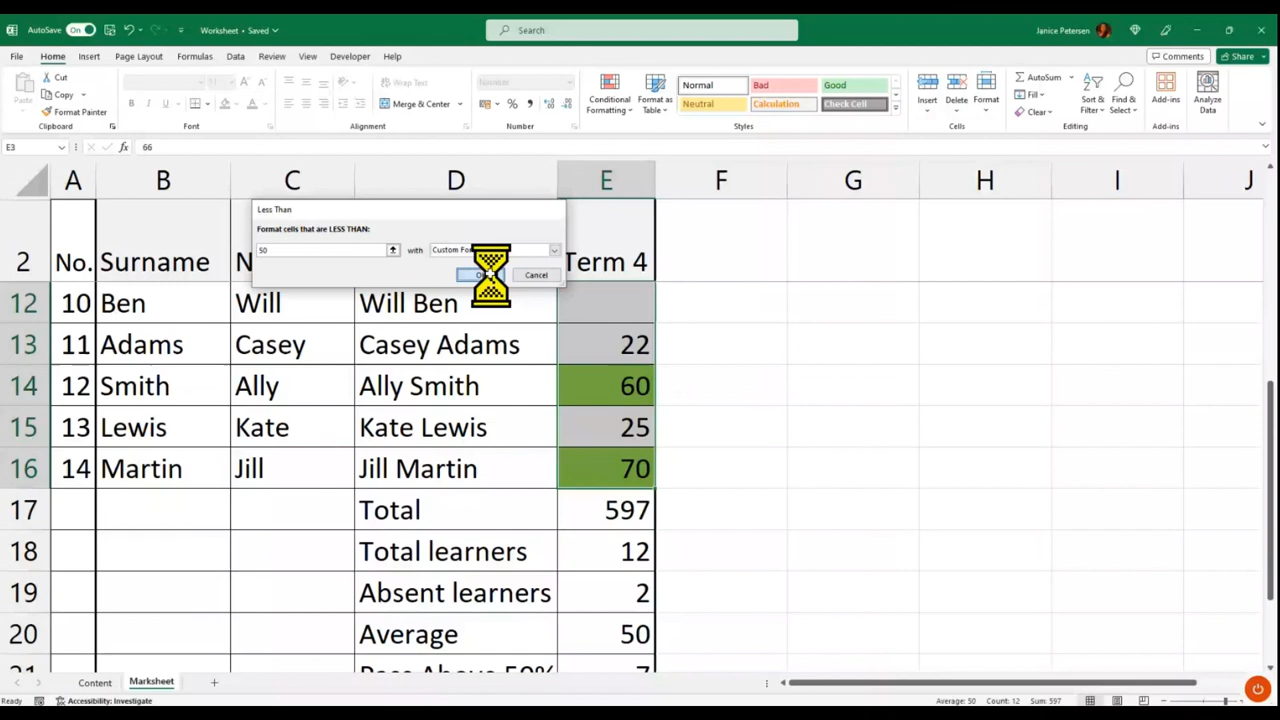 AutoSave On
Worksheet • Saved
Search
Janice Petersen
File Home Insert Page Layout Formulas Data Review View Developer Help
Comments Share
Paste
Cut
Copy
Format Painter
B I U
Wrap Text
Merge & Center
Conditional Formatting
Format as Table
Normal Bad Good
Neutral Calculation Check Cell
Insert Delete Format
AutoSum
Fill
Clear
Sort & Filter
Find & Select
Add-ins
Analyze Data
Clipboard Font Alignment Number Styles Cells Editing Add-ins
E3 fx 66
A B C D E F G H I J
Less Than
Format cells that are LESS THAN:
50 with Custom
Cancel
2 No. Surname N Term 4
12 10 Ben Will Will Ben
13 11 Adams Casey Casey Adams 22
14 12 Smith Ally Ally Smith 60
15 13 Lewis Kate Kate Lewis 25
16 14 Martin Jill Jill Martin 70
17 Total 597
18 Total learners 12
19 Absent learners 2
20 Average 50
21 Pass Above 50% 7
Content Marksheet
Ready Accessibility: Investigate Average: 50 Count: 12 Sum: 597